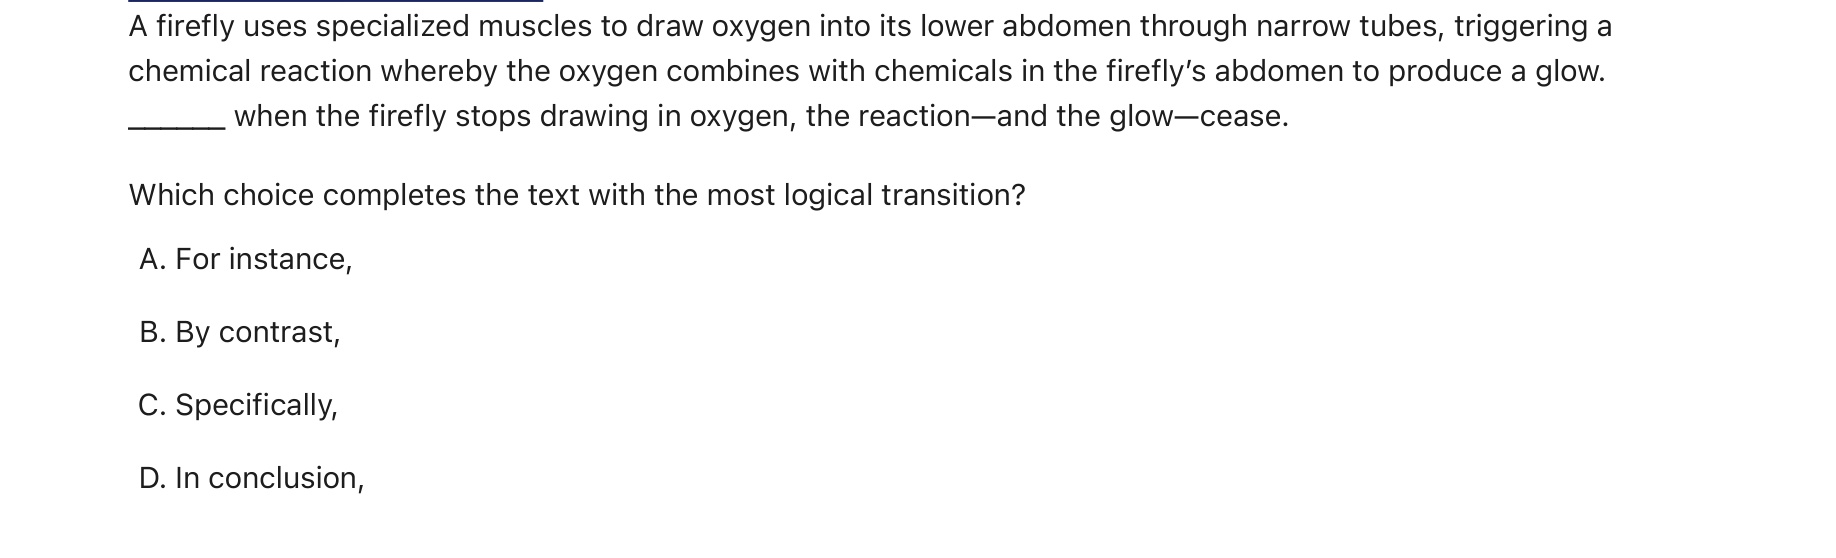 A firefly uses specialized muscles to draw oxygen into its lower abdomen through narrow tubes, triggering a
chemical reaction whereby the oxygen combines with chemicals in the firefly’s abdomen to produce a glow.
______ when the firefly stops drawing in oxygen, the reaction—and the glow—cease.
Which choice completes the text with the most logical transition?
A. For instance,
B. By contrast,
C. Specifically,
D. In conclusion,